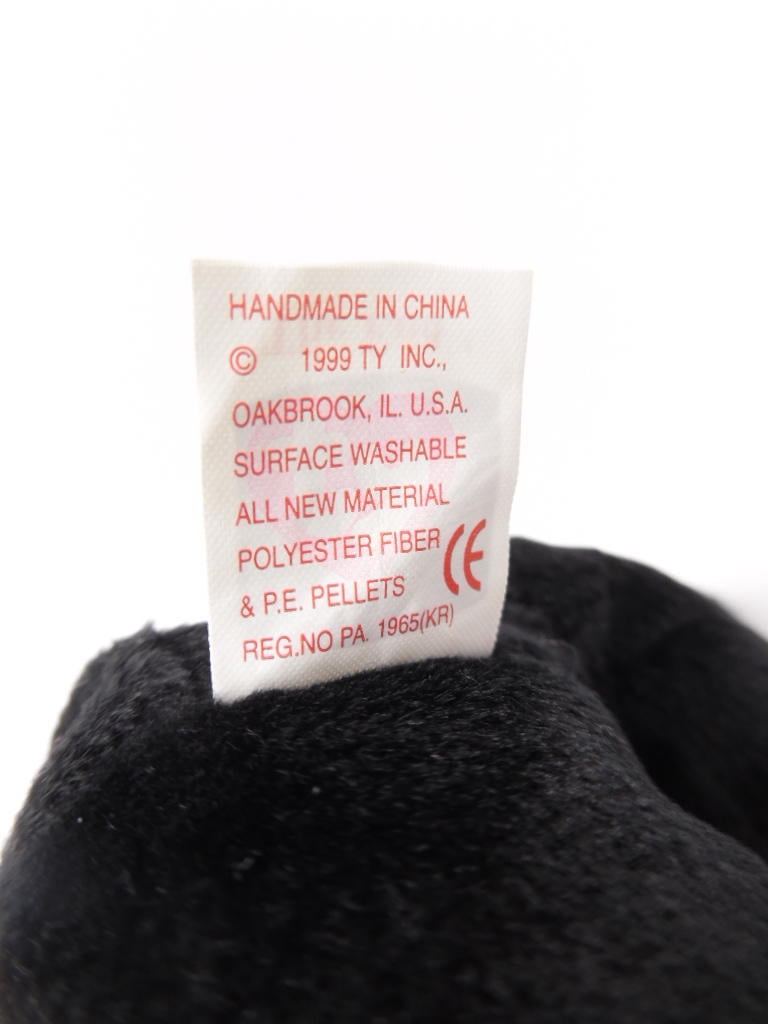 HANDMADE IN CHINA
© 1999 TY INC.,
OAKBROOK, IL. U.S.A.
SURFACE WASHABLE
ALL NEW MATERIAL
POLYESTER FIBER
& P.E. PELLETS CE
REG.NO PA. 1965(KR)